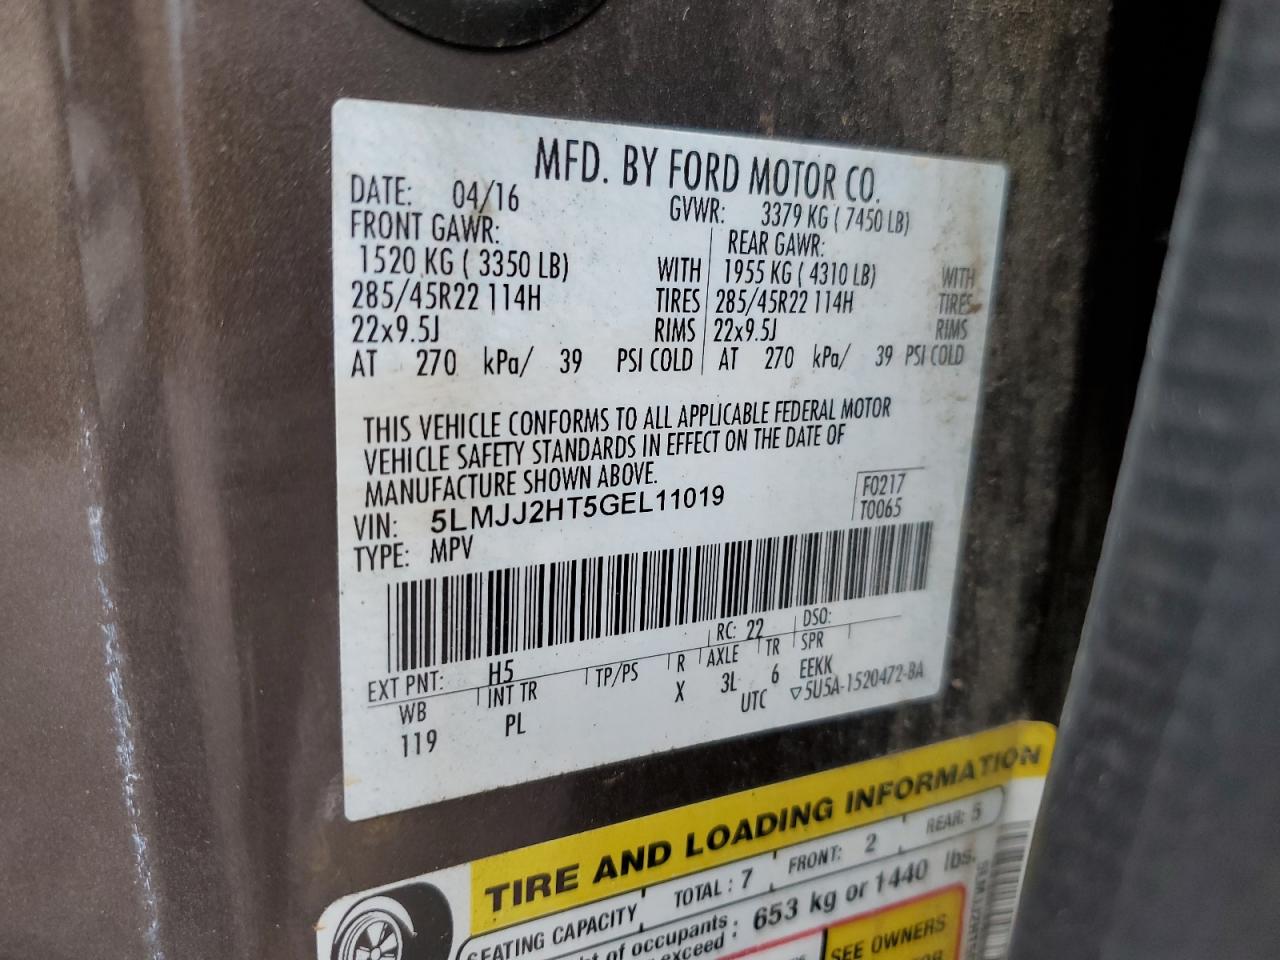 MFD. BY FORD MOTOR CO.
DATE: 04/16 GVWR: 3379 KG ( 7450 LB)
FRONT GAWR: REAR GAWR:
1520 KG ( 3350 LB) WITH 1955 KG ( 4310 LB) WITH
285/45R22 114H TIRES 285/45R22 114H TIRES
22x9.5J RIMS 22x9.5J RIMS
AT 270 kPa/ 39 PSI COLD AT 270 kPa/ 39 PSI COLD
THIS VEHICLE CONFORMS TO ALL APPLICABLE FEDERAL MOTOR
VEHICLE SAFETY STANDARDS IN EFFECT ON THE DATE OF
MANUFACTURE SHOWN ABOVE.
VIN: 5LMJJ2HT5GEL11019 F0217
TYPE: MPV T0065
EXT PNT: H5 RC: 22 DSO:
WB INT TR TP/PS R AXLE TR SPR
119 PL X 3L 6 EEKK
UTC ▽5U5A-1520472-BA
TIRE AND LOADING INFORMATION
SEATING CAPACITY TOTAL: 7 FRONT: 2 REAR: 5
of occupants exceed : 653 kg or 1440 lbs.
SEE OWNERS